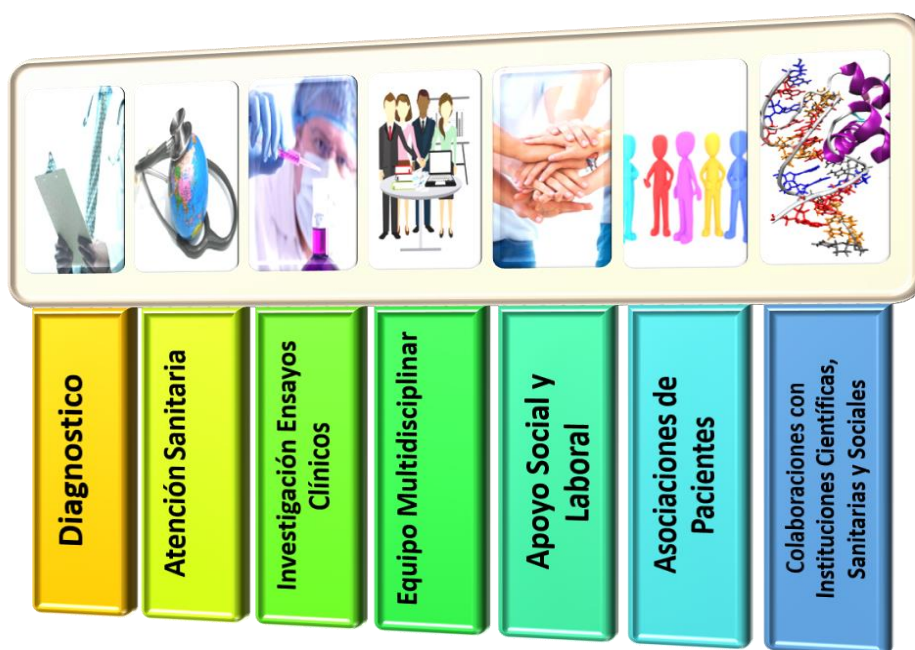 Diagnostico
Atención Sanitaria
Investigación Ensayos
Clínicos
Equipo Multidisciplinar
Apoyo Social y
Laboral
Asociaciones de
Pacientes
Colaboraciones con
Instituciones Científicas,
Sanitarias y Sociales